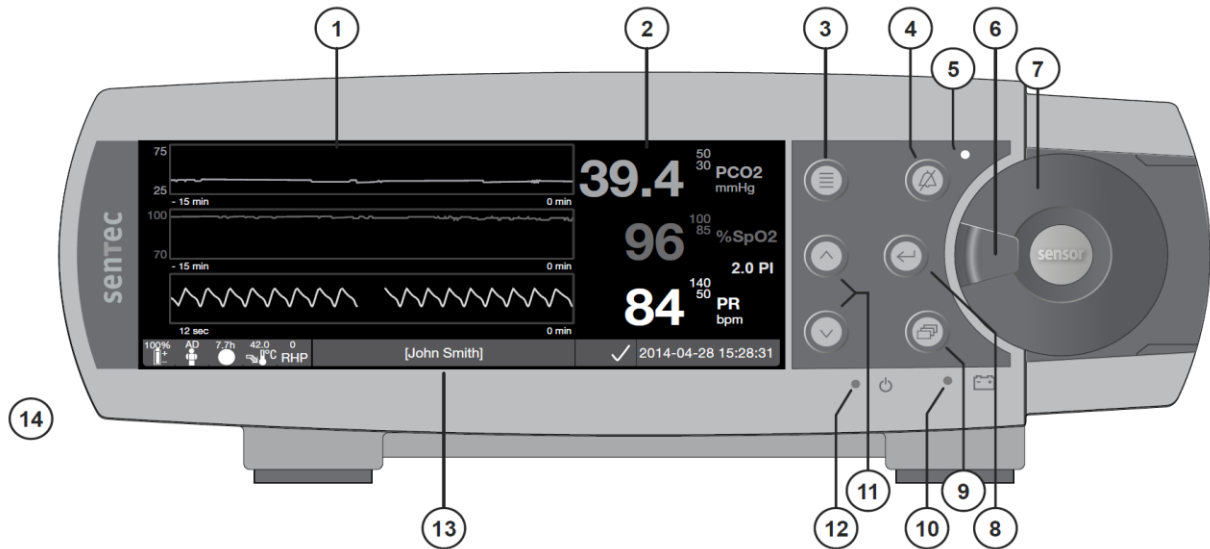 1
2
3
4
5
6
7
sentec
75
25
- 15 min
0 min
39.4
50
30
PCO2
mmHg
100
70
- 15 min
0 min
96
100
85
%SpO2
2.0 PI
12 sec
0 min
84
140
50
PR
bpm
sensor
100%
AD
7.7h
42.0
0
+
-
°C
RHP
[John Smith]
2014-04-28 15:28:31
14
13
12
10
11
9
8